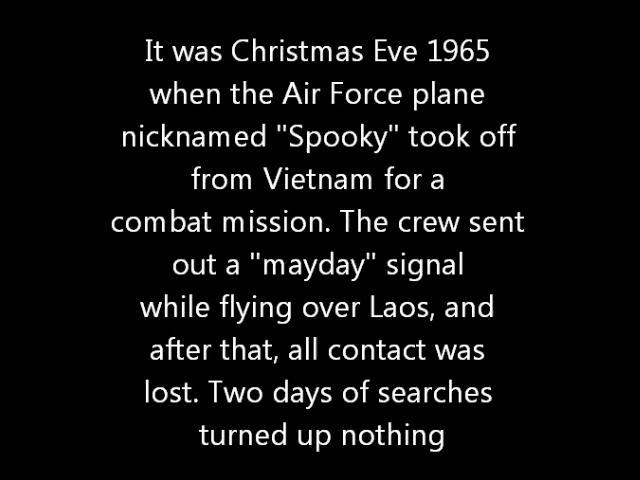 It was Christmas Eve 1965
when the Air Force plane
nicknamed "Spooky" took off
from Vietnam for a
combat mission. The crew sent
out a "mayday" signal
while flying over Laos, and
after that, all contact was
lost. Two days of searches
turned up nothing